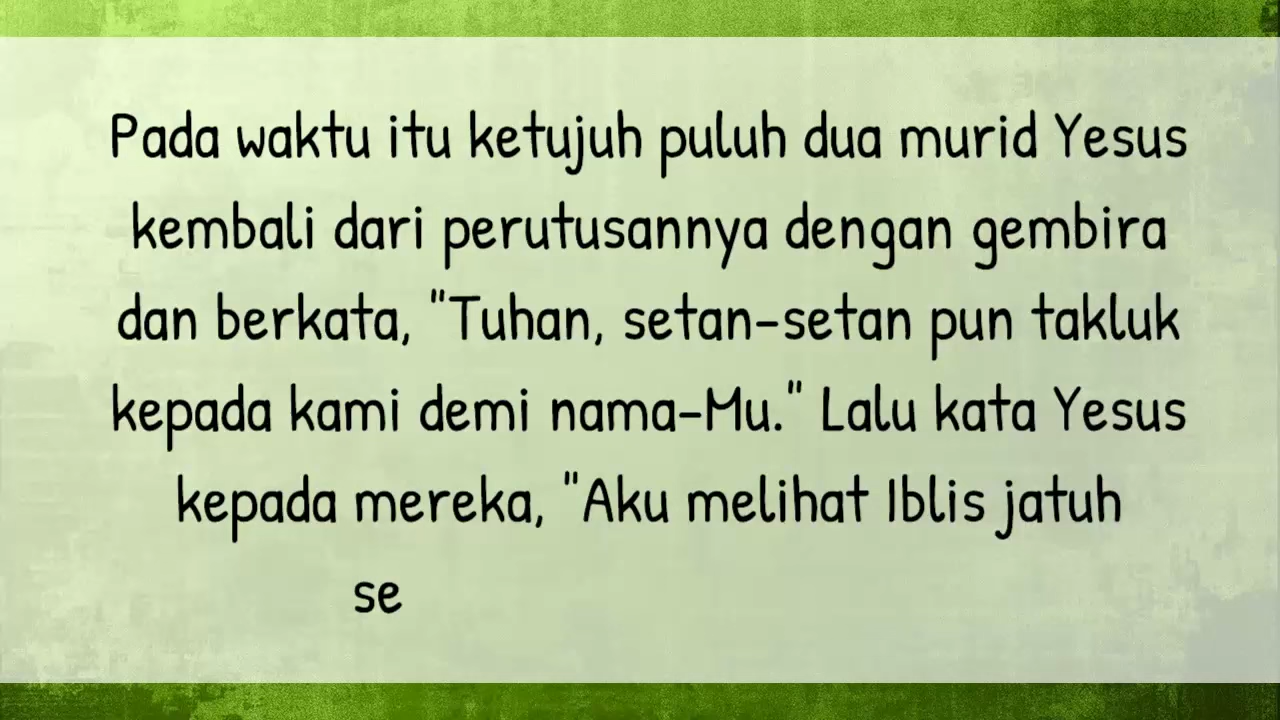 Pada waktu itu ketujuh puluh dua murid Yesus
kembali dari perutusannya dengan gembira
dan berkata, "Tuhan, setan-setan pun takluk
kepada kami demi nama-Mu." Lalu kata Yesus
kepada mereka, "Aku melihat Iblis jatuh
se